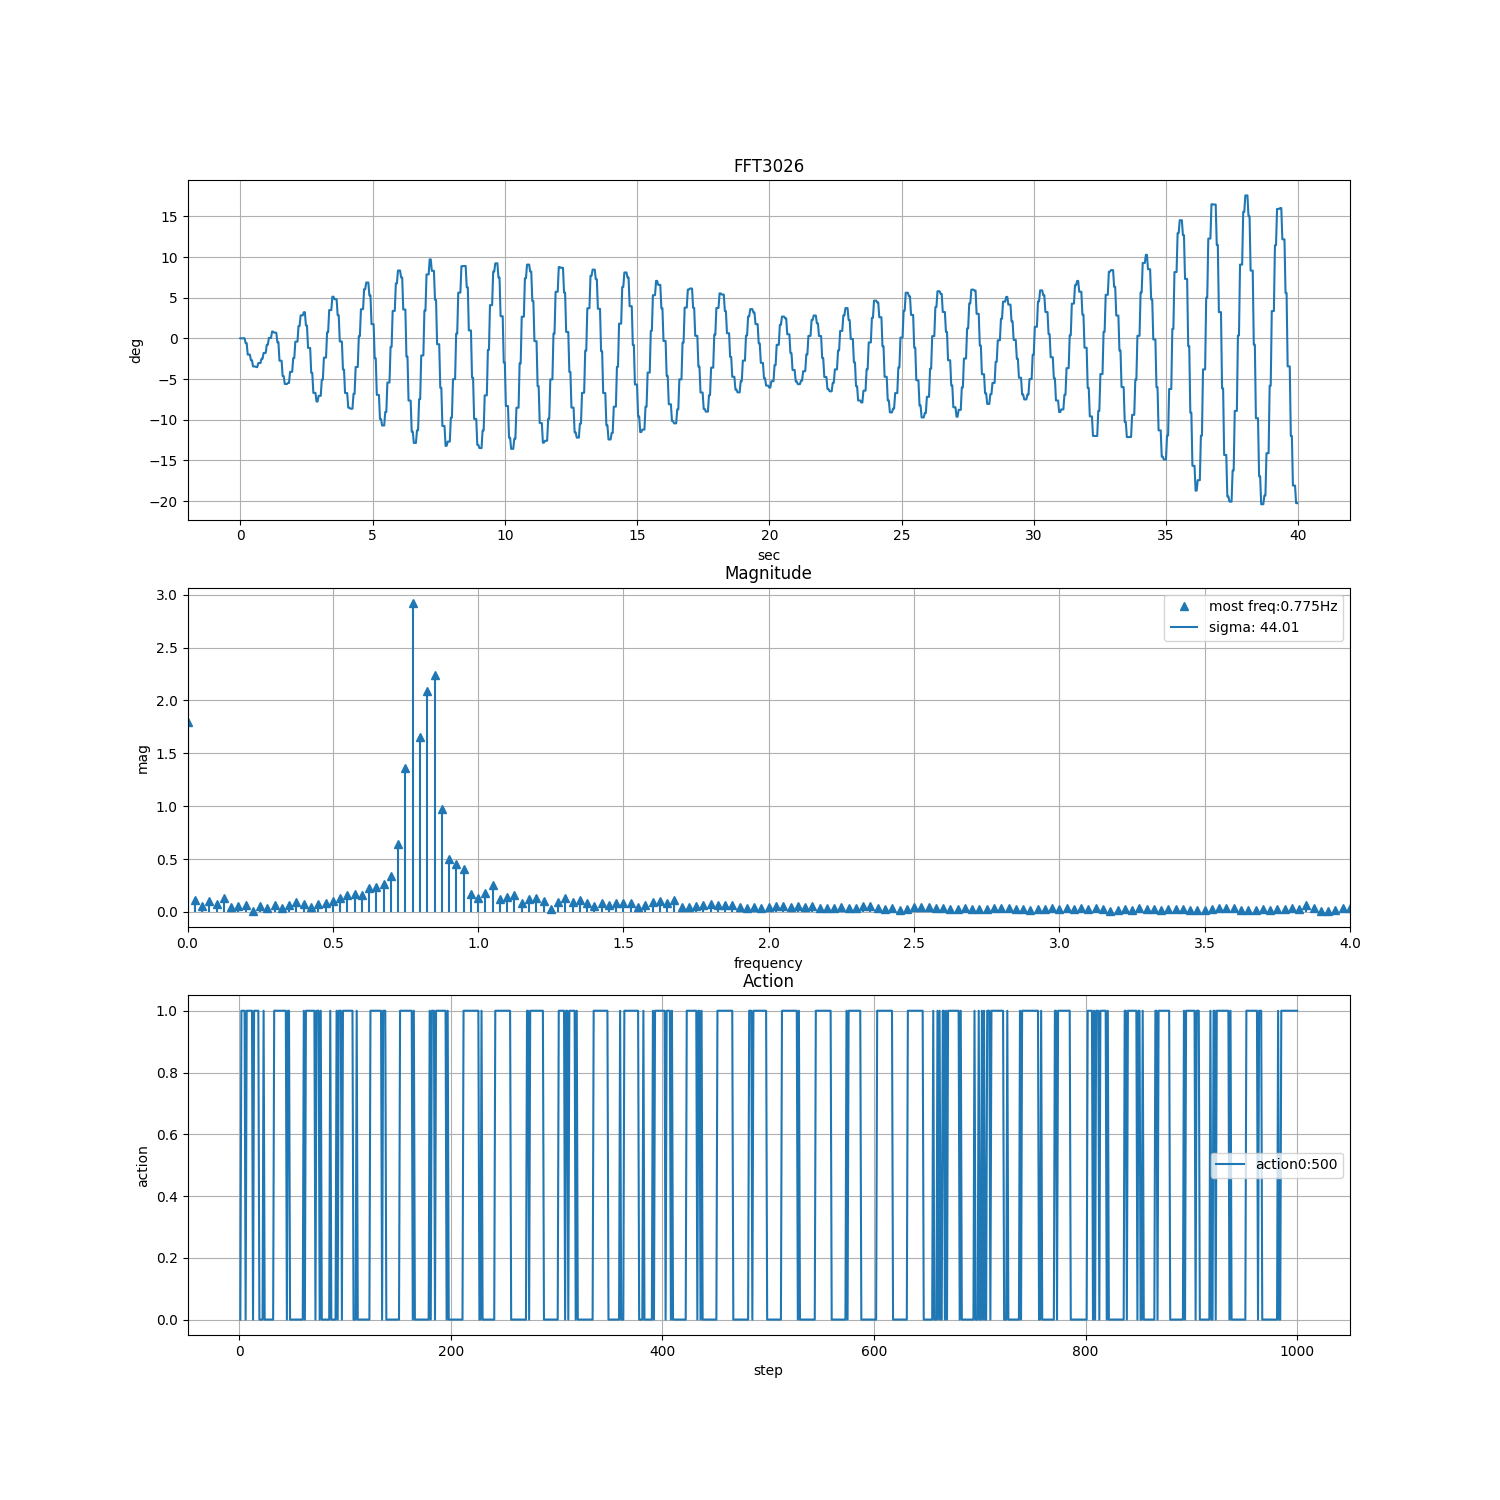 FFT3026
15
10
5
0
−5
−10
−15
−20
deg
0 5 10 15 20 25 30 35 40
sec
Magnitude
3.0
2.5
2.0
1.5
1.0
0.5
0.0
mag
most freq:0.775Hz
sigma: 44.01
0.0 0.5 1.0 1.5 2.0 2.5 3.0 3.5 4.0
frequency
Action
1.0
0.8
0.6
0.4
0.2
0.0
action
action0:500
0 200 400 600 800 1000
step